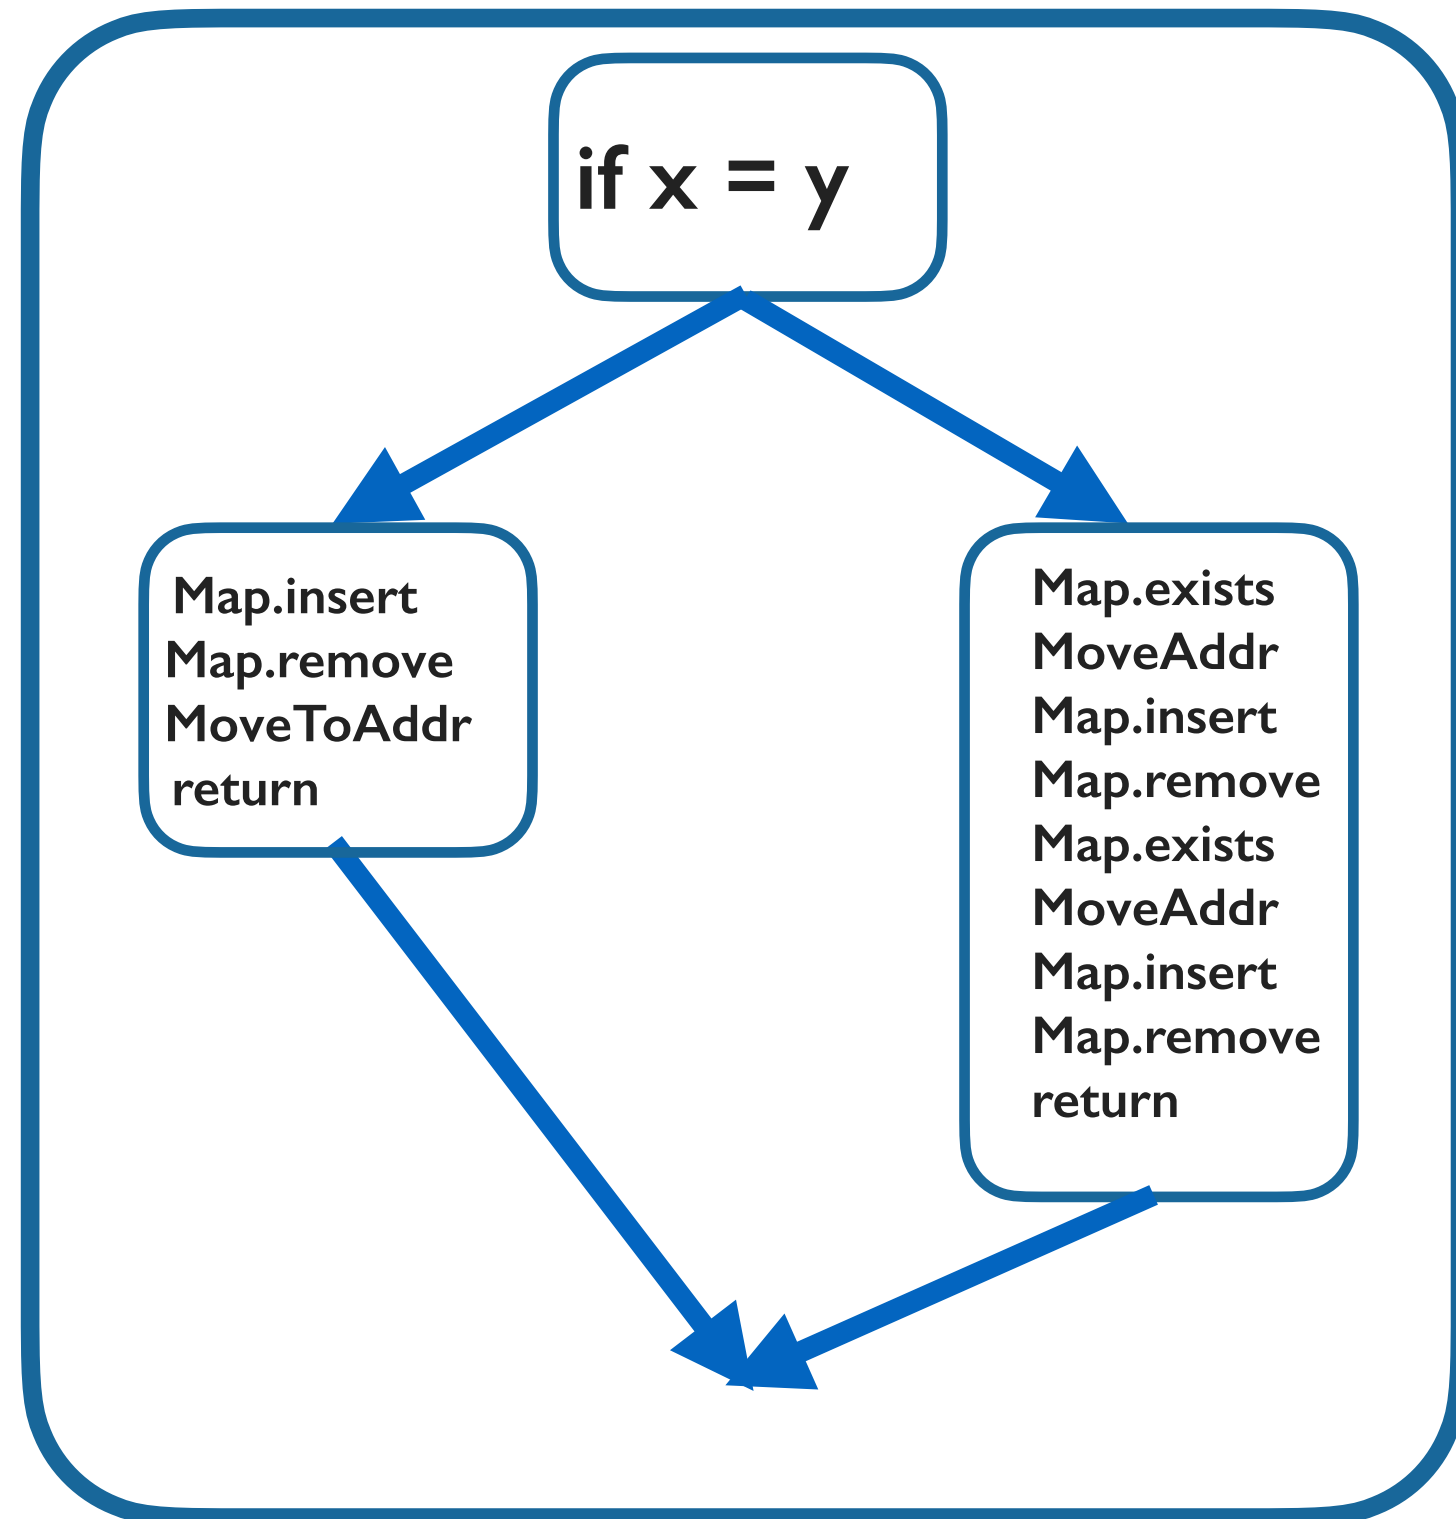 if x = y
Map.insert
Map.remove
MoveToAddr
return
Map.exists
MoveAddr
Map.insert
Map.remove
Map.exists
MoveAddr
Map.insert
Map.remove
return